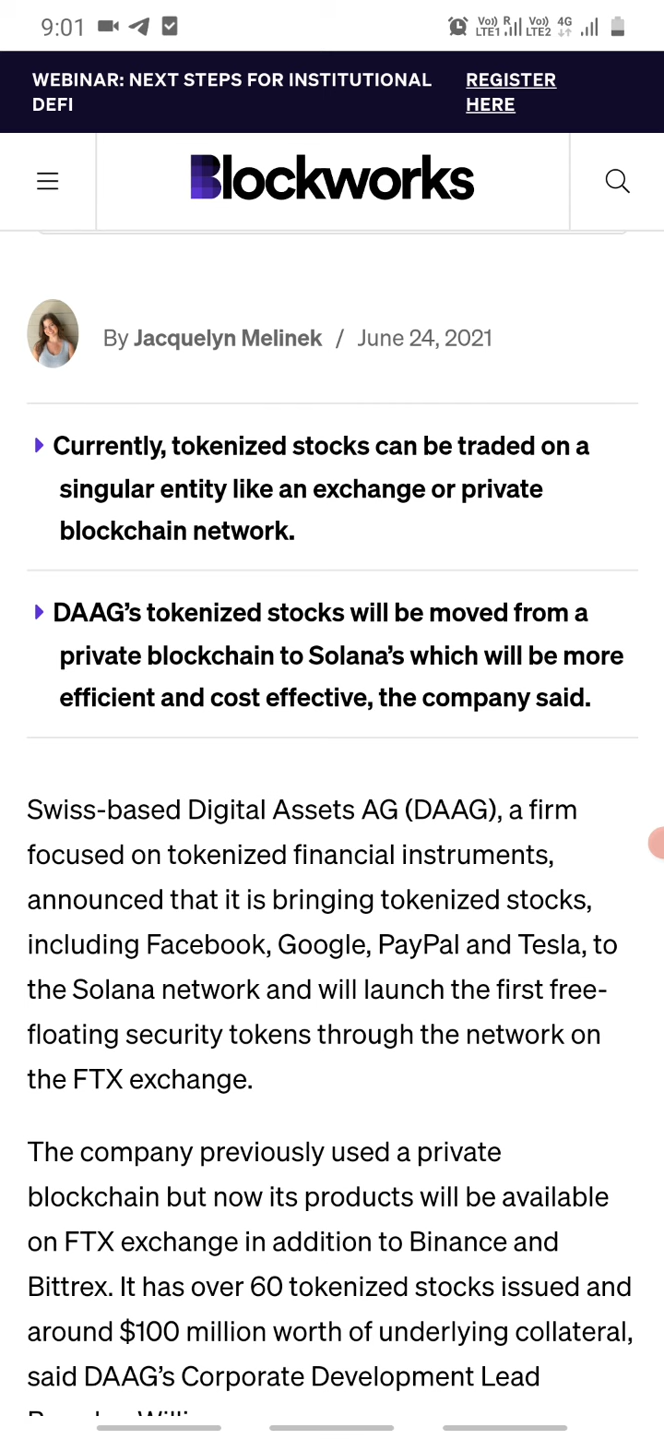 9:01
Vo)) R Vo)) 4G
LTE1 LTE2
WEBINAR: NEXT STEPS FOR INSTITUTIONAL REGISTER
DEFI HERE
Blockworks
By Jacquelyn Melinek / June 24, 2021
Currently, tokenized stocks can be traded on a
singular entity like an exchange or private
blockchain network.
DAAG’s tokenized stocks will be moved from a
private blockchain to Solana’s which will be more
efficient and cost effective, the company said.
Swiss-based Digital Assets AG (DAAG), a firm
focused on tokenized financial instruments,
announced that it is bringing tokenized stocks,
including Facebook, Google, PayPal and Tesla, to
the Solana network and will launch the first free-
floating security tokens through the network on
the FTX exchange.
The company previously used a private
blockchain but now its products will be available
on FTX exchange in addition to Binance and
Bittrex. It has over 60 tokenized stocks issued and
around $100 million worth of underlying collateral,
said DAAG’s Corporate Development Lead